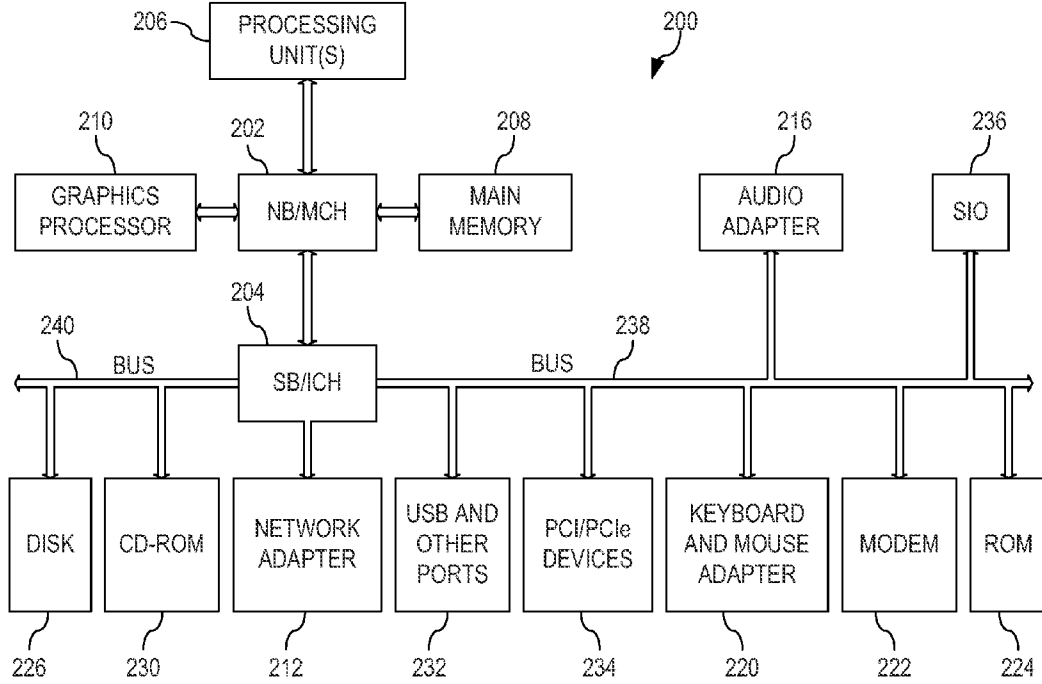 206
PROCESSING
UNIT(S)
200
210
202
208
216
236
GRAPHICS
PROCESSOR
NB/MCH
MAIN
MEMORY
AUDIO
ADAPTER
SIO
204
240
238
BUS
SB/ICH
BUS
DISK
CD-ROM
NETWORK
ADAPTER
USB AND
OTHER
PORTS
PCI/PCIe
DEVICES
KEYBOARD
AND MOUSE
ADAPTER
MODEM
ROM
226
230
212
232
234
220
222
224